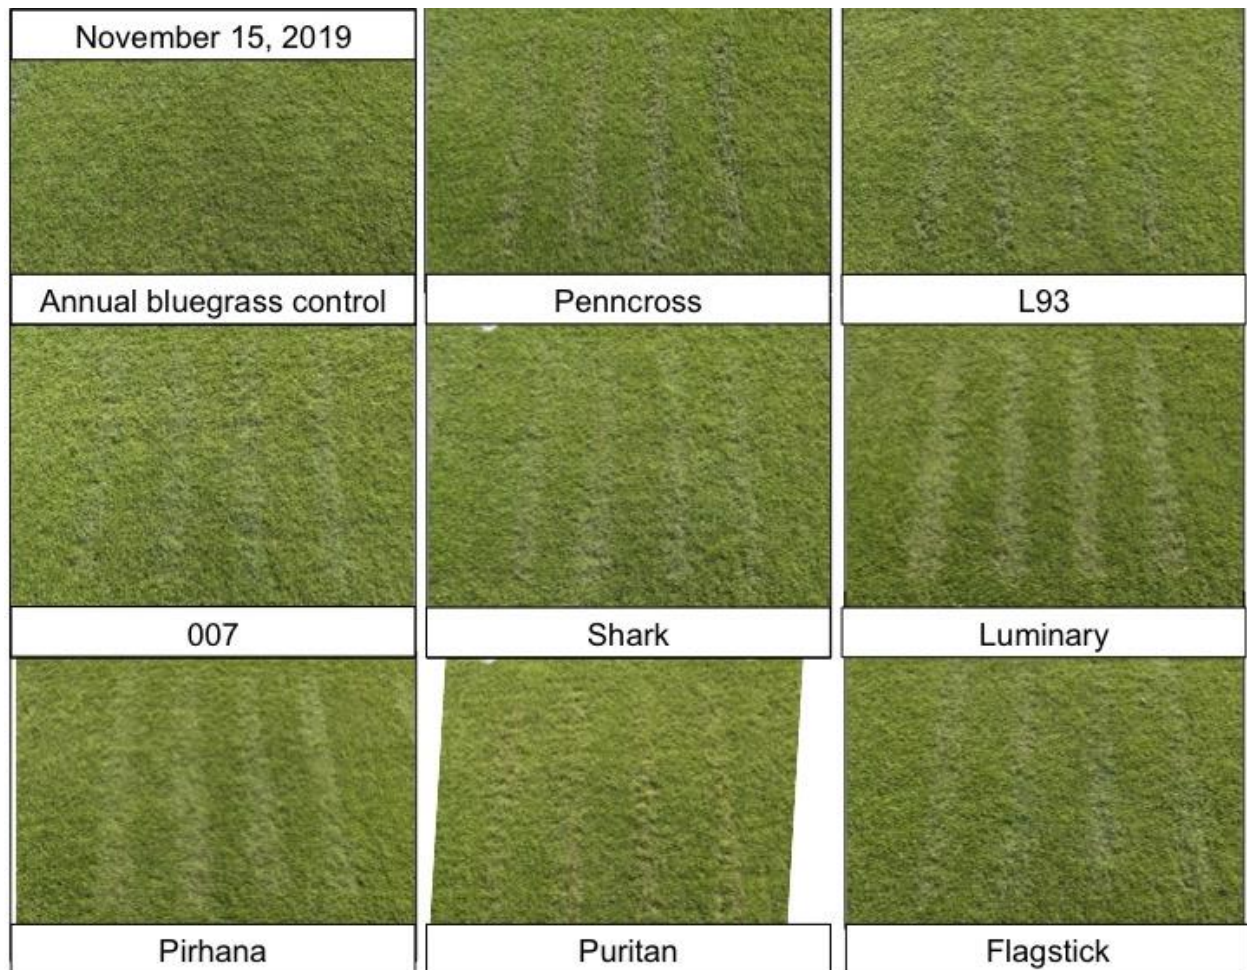 November 15, 2019
Annual bluegrass control
Penncross
L93
007
Shark
Luminary
Pirhana
Puritan
Flagstick